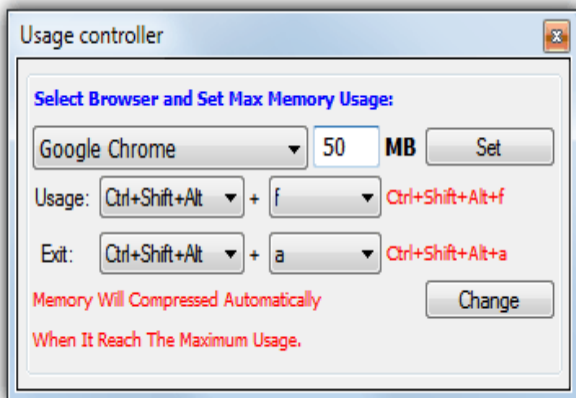 Usage controller
Select Browser and Set Max Memory Usage:
Google Chrome 50 MB Set
Usage: Ctrl+Shift+Alt + f Ctrl+Shift+Alt+f
Exit: Ctrl+Shift+Alt + a Ctrl+Shift+Alt+a
Memory Will Compressed Automatically Change
When It Reach The Maximum Usage.